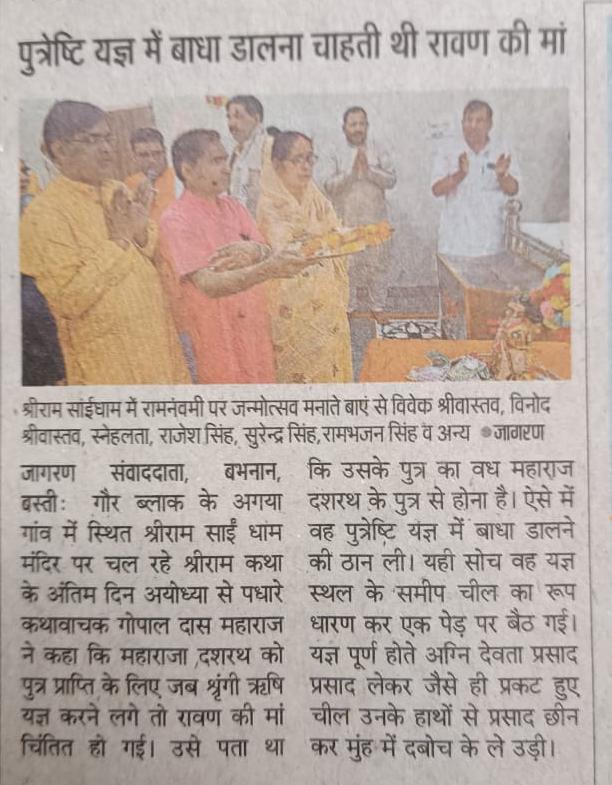 पुत्रेष्टि यज्ञ में बाधा डालना चाहती थी रावण की मां
श्रीराम सांईधाम में रामनंवमी पर जन्मोत्सव मनाते बाएं से विवेक श्रीवास्तव, विनोद
श्रीवास्तव, स्नेहलता, राजेश सिंह, सुरेन्द्र सिंह,रामभजन सिंह व अन्य ●जागरण
जागरण संवाददाता, बभनान,
बस्तीः गौर ब्लाक के अगया
गांव में स्थित श्रीराम साईं धाम
मंदिर पर चल रहे श्रीराम कथा
के अंतिम दिन अयोध्या से पधारे
कथावाचक गोपाल दास महाराज
ने कहा कि महाराजा दशरथ को
पुत्र प्राप्ति के लिए जब श्रृंगी ऋषि
यज्ञ करने लगे तो रावण की मां
चिंतित हो गई। उसे पता था
कि उसके पुत्र का वध महाराज
दशरथ के पुत्र से होना है। ऐसे में
वह पुत्रेष्टि यज्ञ में बाधा डालने
की ठान ली। यही सोच वह यज्ञ
स्थल के समीप चील का रूप
धारण कर एक पेड़ पर बैठ गई।
यज्ञ पूर्ण होते अग्नि देवता प्रसाद
प्रसाद लेकर जैसे ही प्रकट हुए
चील उनके हाथों से प्रसाद छीन
कर मुंह में दबोच के ले उड़ी।